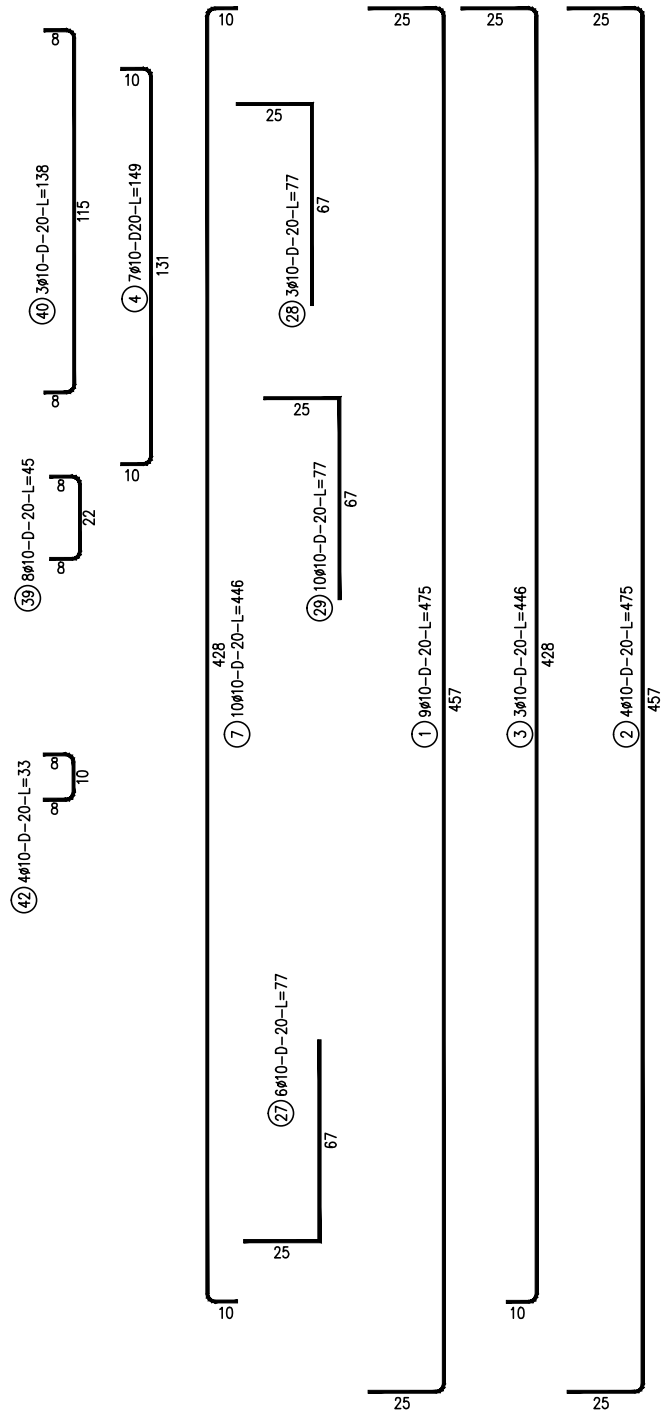 8
40 3ø10-D-20-L=138
115
8
10
4 7ø10-D20-L=149
131
10
39 8ø10-D-20-L=45
8
22
8
42 4ø10-D-20-L=33
8
10
8
10
7 10ø10-D-20-L=446
428
10
25
28 3ø10-D-20-L=77
67
25
29 10ø10-D-20-L=77
67
27 6ø10-D-20-L=77
67
25
25
1 9ø10-D-20-L=475
457
25
25
3 3ø10-D-20-L=446
428
10
25
2 4ø10-D-20-L=475
457
25